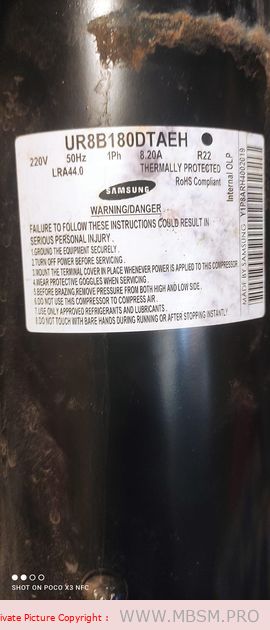 UR8B180DTAEH
220V 50Hz 1Ph 8.20A R22
LRA44.0 THERMALLY PROTECTED
RoHS Compliant
SAMSUNG
WARNING/DANGER
FAILURE TO FOLLOW THESE INSTRUCTIONS COULD RESULT IN
SERIOUS PERSONAL INJURY .
1.GROUND THE EQUIPMENT SECURELY .
2.TURN OFF POWER BEFORE SERVICING .
3.MOUNT THE TERMINAL COVER IN PLACE WHENEVER POWER IS APPLIED TO THIS COMPRESSOR
4.WEAR PROTECTIVE GOGGLES WHEN SERVICING .
5.BEFORE BRAZING,REMOVE PRESSURE FROM BOTH HIGH AND LOW SIDE .
6.DO NOT USE THIS COMPRESSOR TO COMPRESS AIR .
7.USE ONLY APPROVED REFRIGERANTS AND LUBRICANTS .
8.DO NOT TOUCH WITH BARE HANDS DURING RUNNING OR AFTER STOPPING INSTANTLY
Internal OLP
MADE BY SAMSUNG Y1P8ARH4002019
SHOT ON POCO X3 NFC
ivate Picture Copyright : WWW.MBSM.PRO